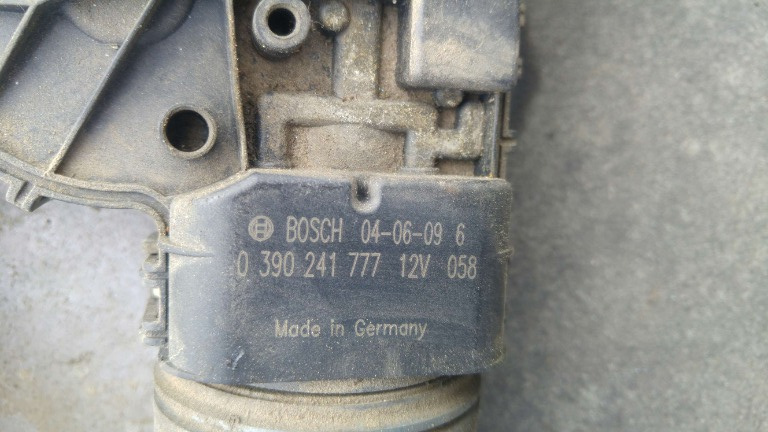 BOSCH 04-06-09 6
0 390 241 777 12V 058
Made in Germany